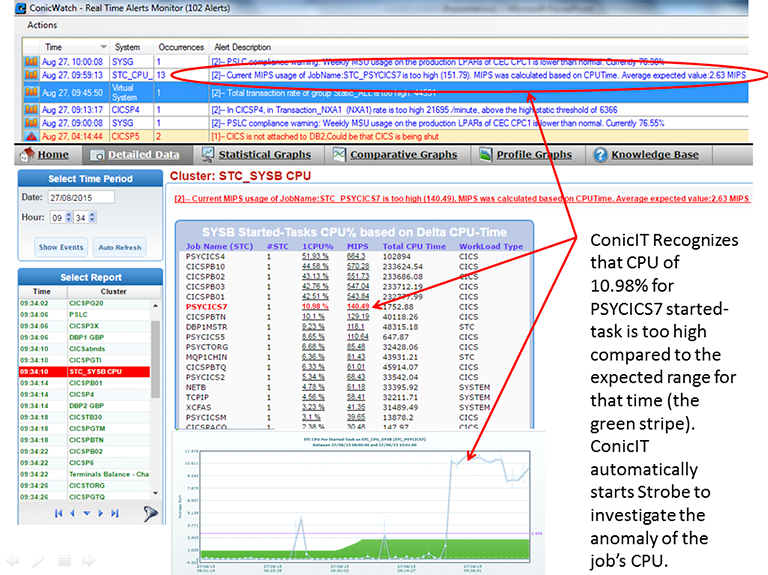 ConicWatch - Real Time Alerts Monitor (102 Alerts)
Actions
Time System Occurrences Alert Description
Aug 27, 10:00:08 SYSG 1 [2]-- PSLC compliance warning: Weekly MSU usage on the production LPARs of CEC CPC1 is lower than normal. Currently 76.38%
Aug 27, 09:59:13 STC_CPU_ 13 [2]-- Current MIPS usage of JobName:STC_PSYCICS7 is too high (151.79). MIPS was calculated based on CPUTime. Average expected value:2.63 MIPS
Aug 27, 09:45:50 Virtual System 1 [2]-- Total transaction rate of group Static_ALL is too high:
Aug 27, 09:13:17 CICSP4 1 [2]-- In CICSP4, in Transaction_NXA1 (NXA1) rate is too high 21695 /minute, above the high static threshold of 6366
Aug 27, 09:00:08 SYSG 1 [2]-- PSLC compliance warning: Weekly MSU usage on the production LPARs of CEC CPC1 is lower than normal. Currently 76.55%
Aug 27, 04:14:44 CICSP5 2 [1]-- CICS is not attached to DB2,Could be that CICS is being shut
Home Detailed Data Statistical Graphs Comparative Graphs Profile Graphs Knowledge Base
Select Time Period
Date: 27/08/2015
Hour: 09 34
Show Events Auto Refresh
Select Report
Time Cluster
09:34:02 CICSPG20
09:34:06 PSLC
09:34:06 CICSP3X
09:34:06 DBP1 GBP
09:34:10 CICSabnds
09:34:10 CICSPGTI
09:34:10 STC_SYSB CPU
09:34:14 CICSPB01
09:34:14 CICSP4
09:34:14 DBP2 GBP
09:34:18 CICSTB30
09:34:18 CICSPGTM
09:34:18 CICSPBTN
09:34:22 CICSPB02
09:34:22 CICSP6
09:34:22 Terminals Balance - Cha
09:34:26 CICSTORG
09:34:26 CICSPGTQ
Cluster: STC_SYSB CPU
[2]-- Current MIPS usage of JobName:STC_PSYCICS7 is too high (140.49). MIPS was calculated based on CPUTime. Average expected value:2.63 MIPS
SYSB Started-Tasks CPU% based on Delta CPU-Time
Job Name (STC) #STC 1CPU% MIPS Total CPU Time WorkLoad Type
PSYCICS4 1 51.93 % 664.3 102894 CICS
CICSPB10 1 44.58 % 570.28 233624.54 CICS
CICSPB02 1 43.13 % 551.73 233686.08 CICS
CICSPB03 1 42.76 % 547.04 233712.19 CICS
CICSPB01 1 42.51 % 543.84 CICS
PSYCICS7 1 10.98 % 140.49 1752.88 CICS
CICSPBTN 1 10.1 % 129.19 40118.26 CICS
DBP1MSTR 1 9.23 % 118.1 48315.18 STC
PSYCICS5 1 8.65 % 110.64 647.87 CICS
PSYCTORG 1 6.68 % 85.48 32428.06 CICS
MQP1CHIN 1 6.36 % 81.43 43931.21 STC
CICSPBTQ 1 6.33 % 81.01 45914.07 CICS
PSYCICS2 1 5.34 % 68.43 33542.04 CICS
NETB 1 4.78 % 61.18 33395.92 SYSTEM
TCPIP 1 4.56 % 58.41 32211.71 SYSTEM
XCFAS 1 3.23 % 41.35 31489.49 SYSTEM
PSYCICSM 1 3.1 % 39.65 13878.2 CICS
CICSPACO 1 2.38 % 30.48 147.97 CICS
STC CPU Per Started-Task on STC_CPU_SYSB [STC_PSYCICS7]
Between 27/08/15 08:00:00 and 27/08/15 10:01:00
ConicIT Recognizes
that CPU of
10.98% for
PSYCICS7 started-
task is too high
compared to the
expected range for
that time (the
green stripe).
ConicIT
automatically
starts Strobe to
investigate the
anomaly of the
job's CPU.